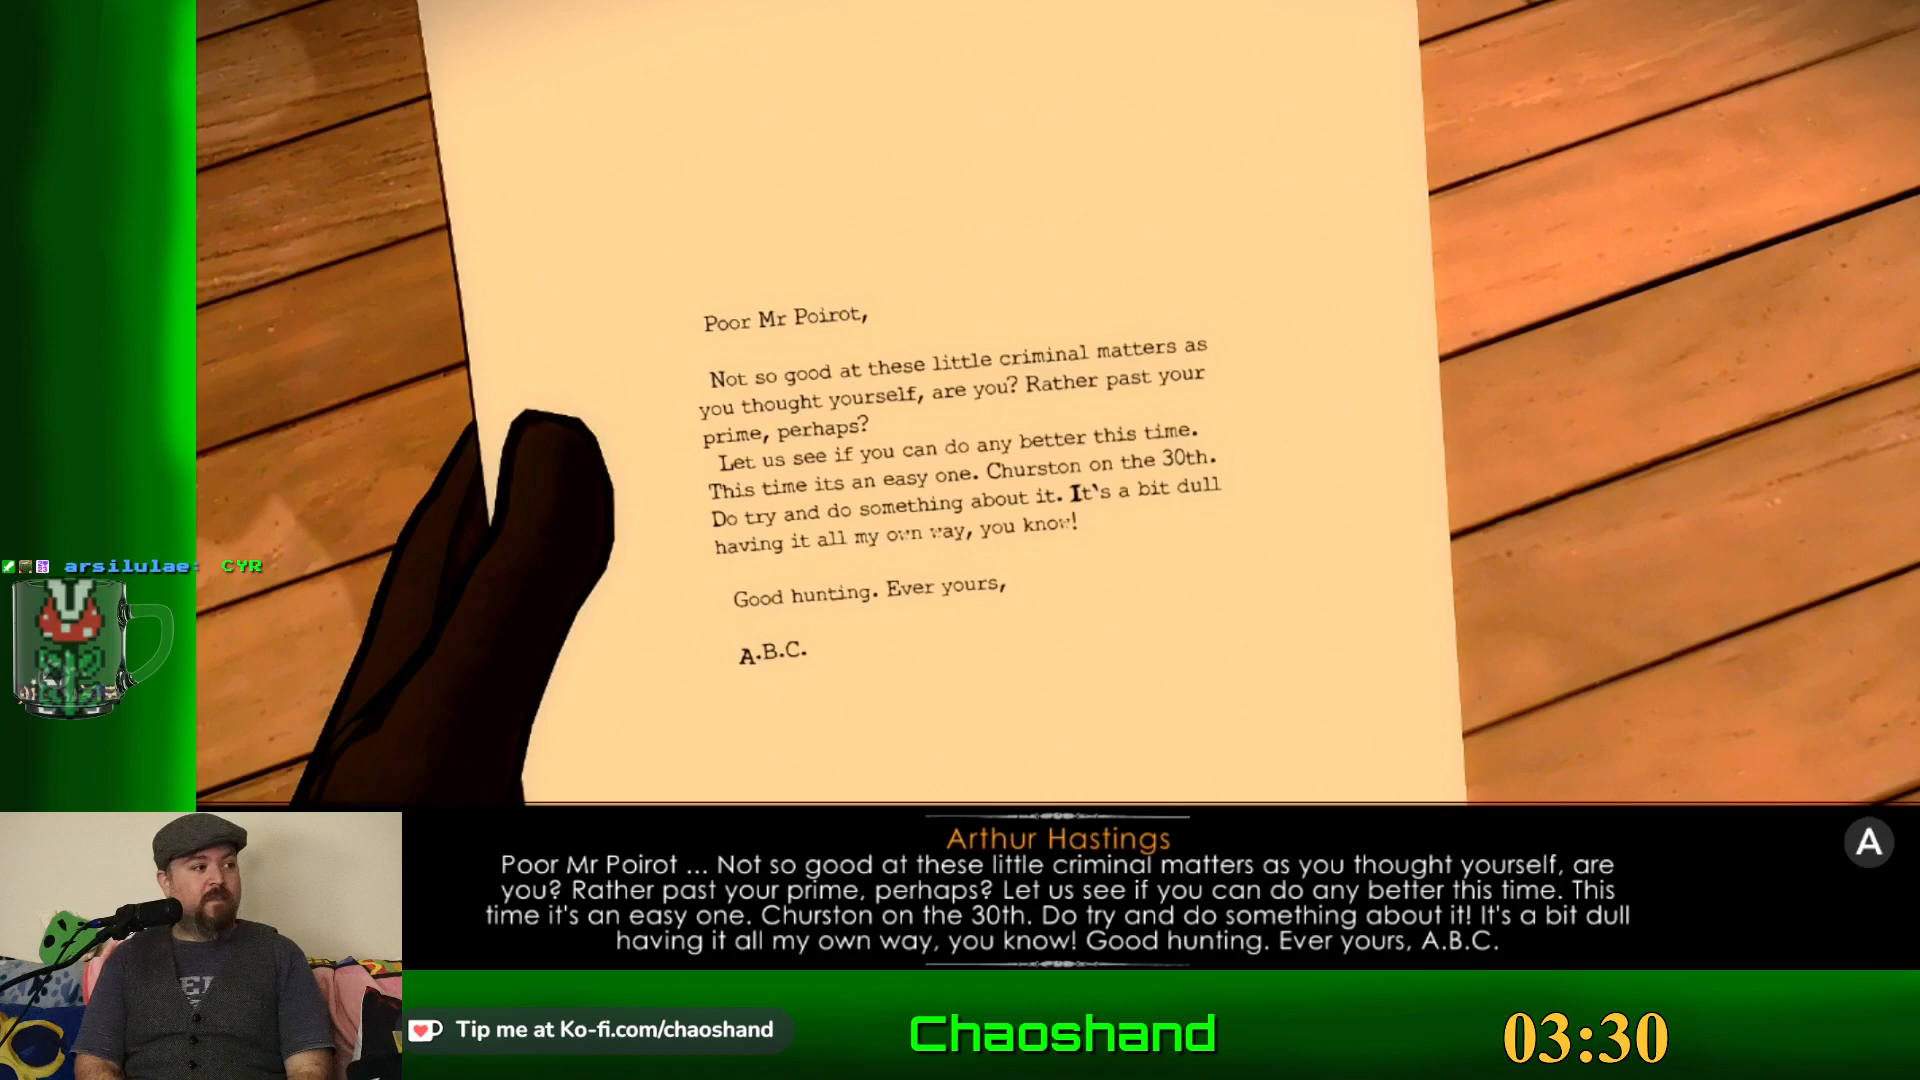 Poor Mr Poirot,
Not so good at these little criminal matters as
you thought yourself, are you? Rather past your
prime, perhaps?
Let us see if you can do any better this time.
This time its an easy one. Churston on the 30th.
Do try and do something about it. It's a bit dull
having it all my own way, you know!
Good hunting. Ever yours,
A.B.C.
arsilulae: CYR
Arthur Hastings
A
Poor Mr Poirot ... Not so good at these little criminal matters as you thought yourself, are
you? Rather past your prime, perhaps? Let us see if you can do any better this time. This
time it's an easy one. Churston on the 30th. Do try and do something about it! It's a bit dull
having it all my own way, you know! Good hunting. Ever yours, A.B.C.
Tip me at Ko-fi.com/chaoshand
Chaoshand
03:30